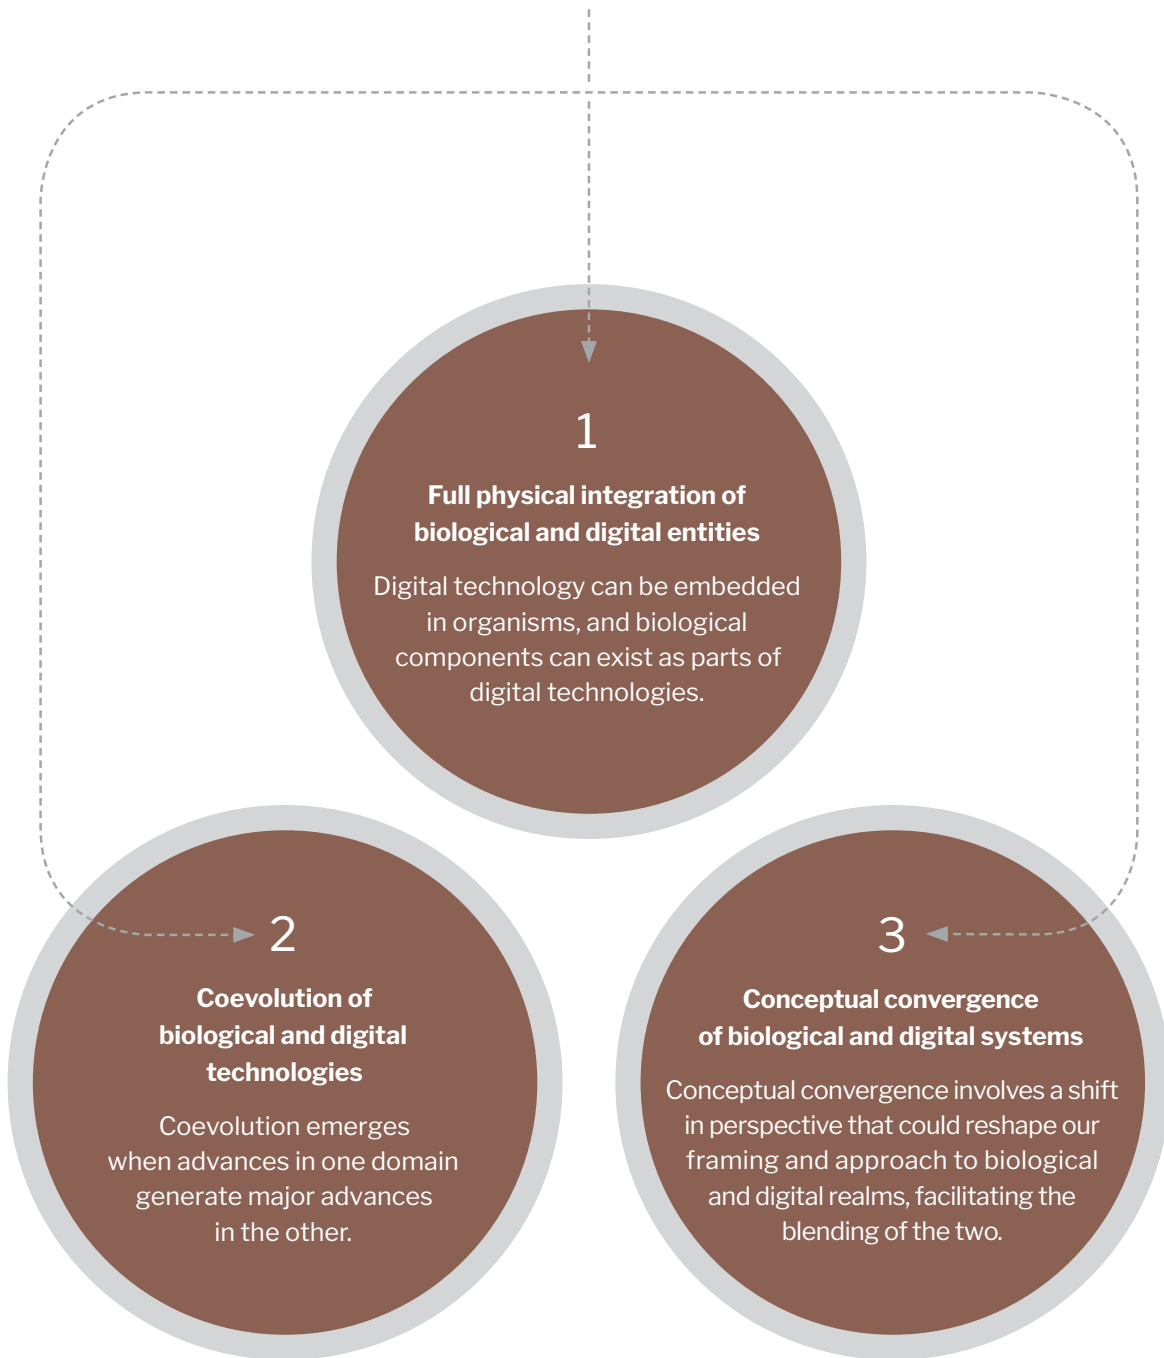 1
Full physical integration of
biological and digital entities
Digital technology can be embedded
in organisms, and biological
components can exist as parts of
digital technologies.
2
Coevolution of
biological and digital
technologies
Coevolution emerges
when advances in one domain
generate major advances
in the other.
3
Conceptual convergence
of biological and digital systems
Conceptual convergence involves a shift
in perspective that could reshape our
framing and approach to biological
and digital realms, facilitating the
blending of the two.